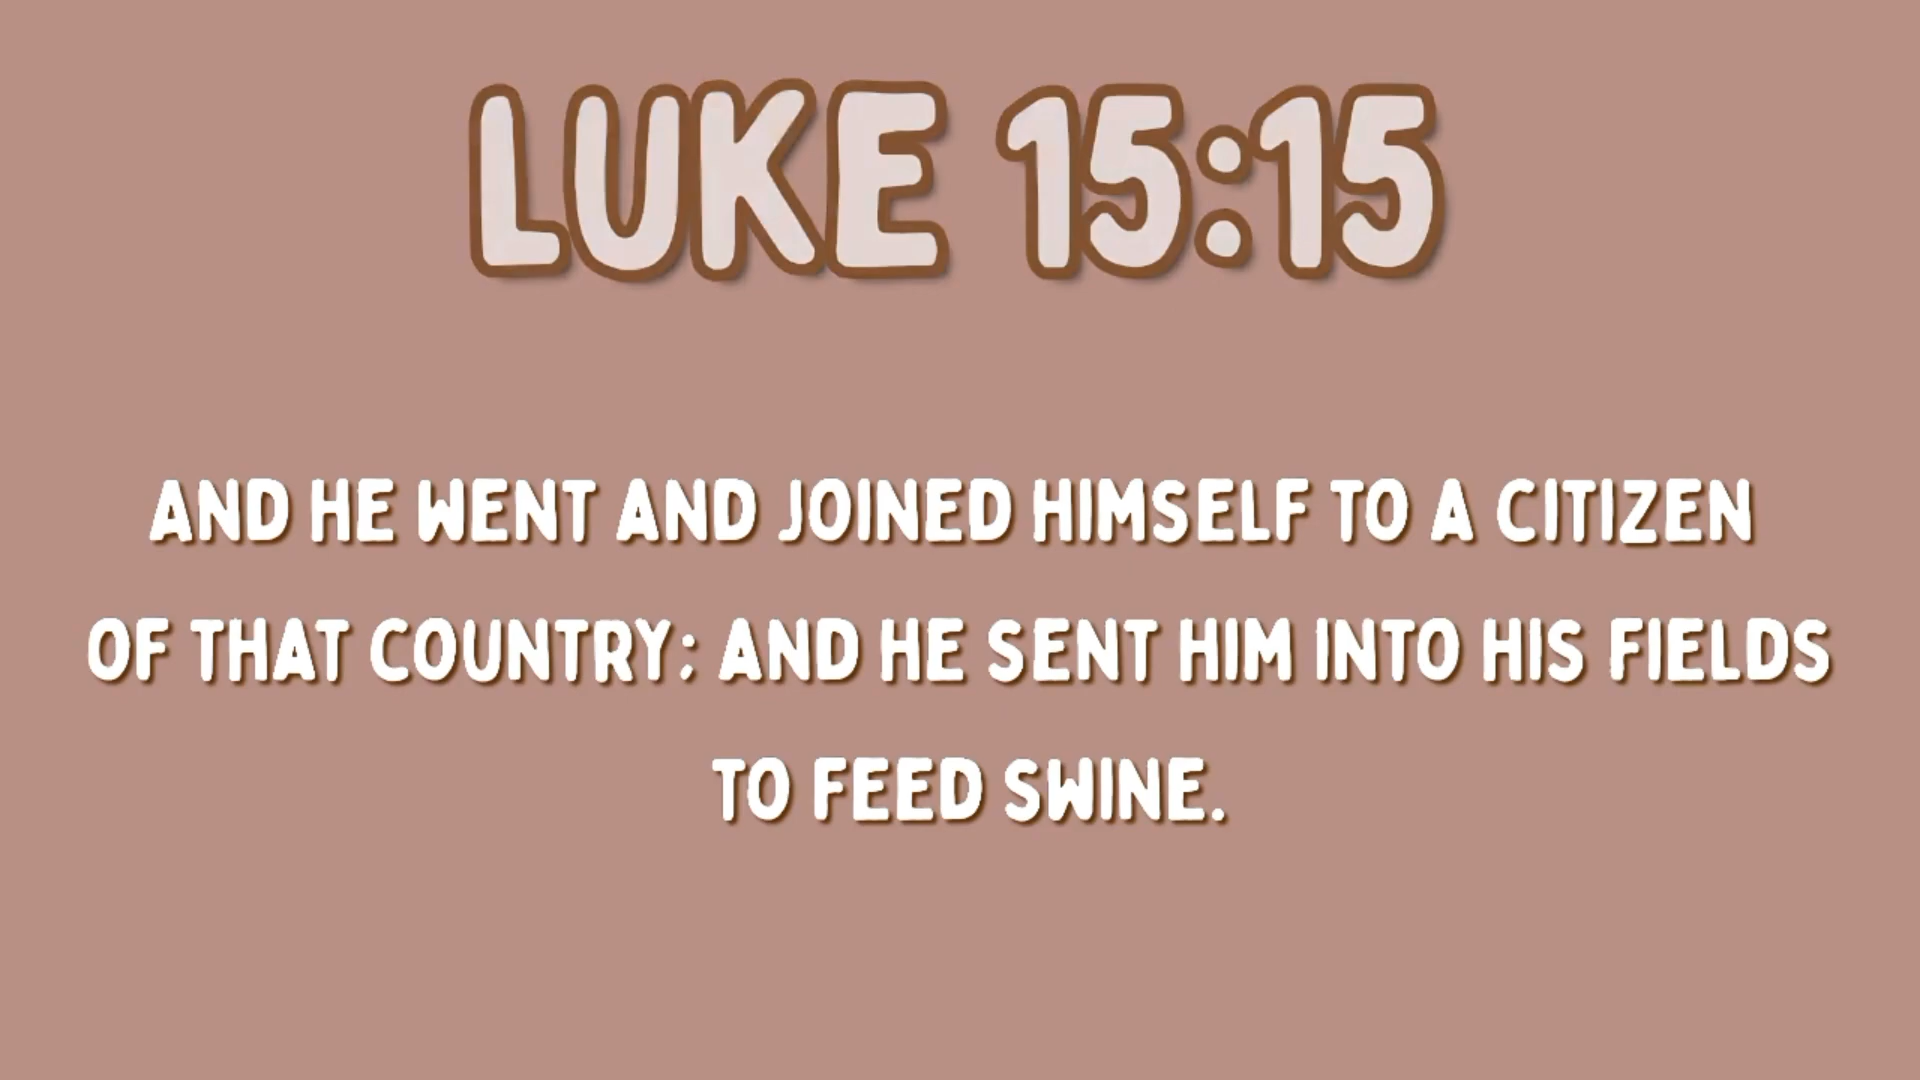 LUKE 15:15
AND HE WENT AND JOINED HIMSELF TO A CITIZEN
OF THAT COUNTRY; AND HE SENT HIM INTO HIS FIELDS
TO FEED SWINE.